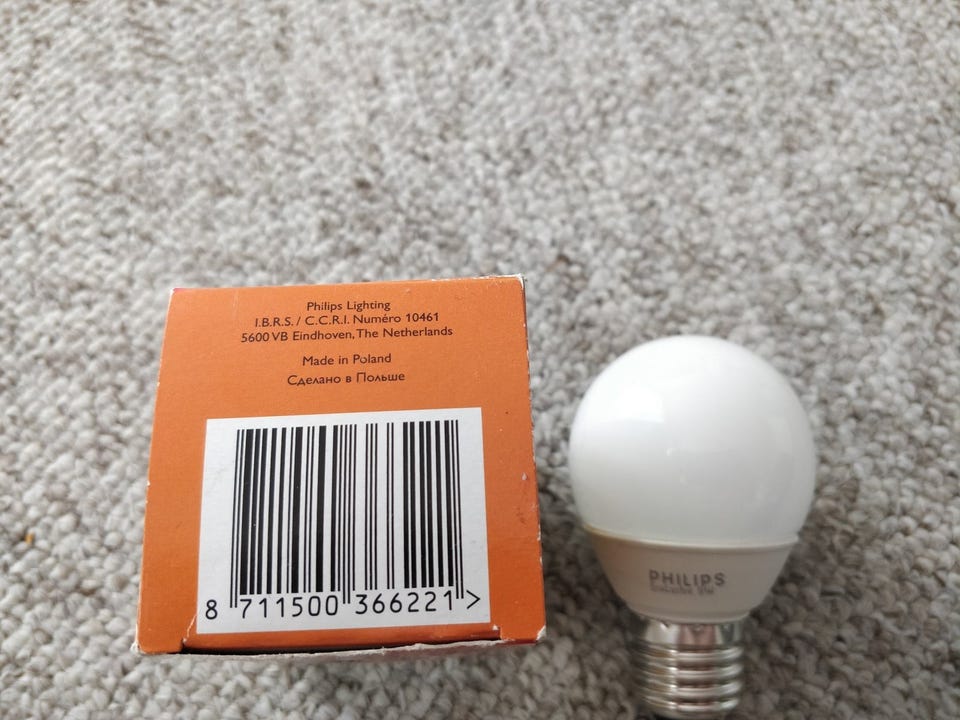 Philips Lighting
I.B.R.S. / C.C.R.I. Numéro 10461
5600 VB Eindhoven, The Netherlands
Made in Poland
Сделано в Польше
8 711500 366221 >
PHILIPS